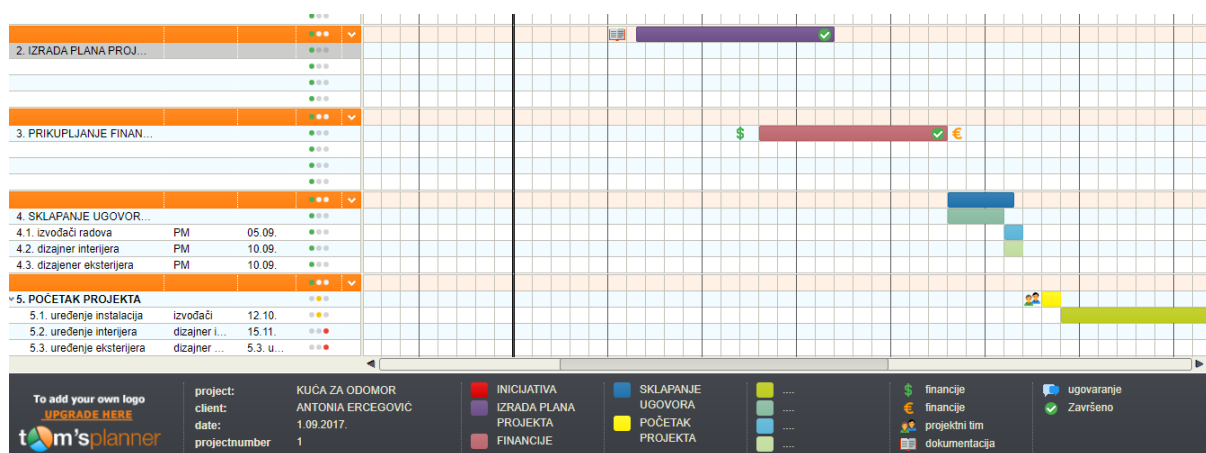 2. IZRADA PLANA PROJ...
$
3. PRIKUPLJANJE FINAN...
$ €
4. SKLAPANJE UGOVOR...
4.1. izvođači radova PM 05.09.
4.2. dizajner interijera PM 10.09.
4.3. dizajener eksterijera PM 10.09.
5. POČETAK PROJEKTA
5.1. uređenje instalacija izvođači 12.10.
5.2. uređenje interijera dizajner i... 15.11.
5.3. uređenje eksterijera dizajner ... 5.3. u...
To add your own logo
UPGRADE HERE
tom'splanner
project: KUĆA ZA ODOMOR
client: ANTONIA ERCEGOVIĆ
date: 1.09.2017.
projectnumber 1
INICIJATIVA
IZRADA PLANA
PROJEKTA
FINANCIJE
SKLAPANJE
UGOVORA
POČETAK
PROJEKTA
....
....
....
....
$ financije
€ financije
projektni tim
dokumentacija
ugovaranje
Završeno